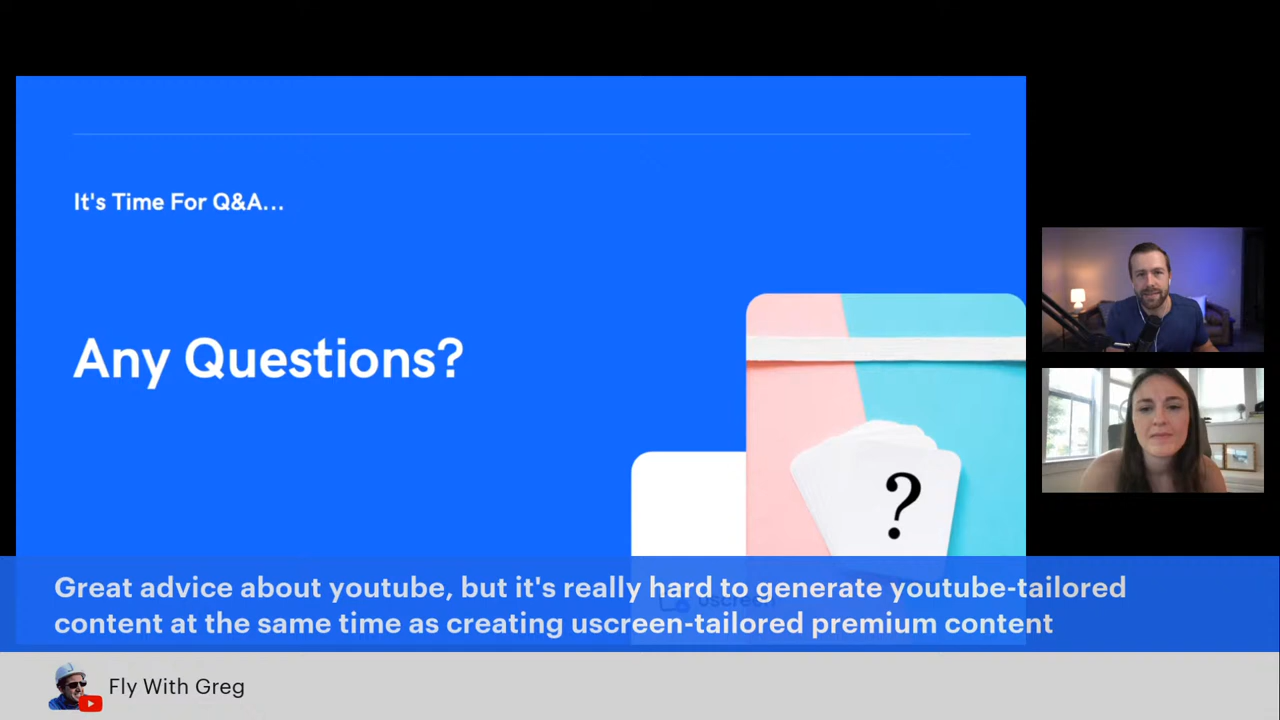 It's Time For Q&A...
Any Questions?
?
uscreen
Great advice about youtube, but it's really hard to generate youtube-tailored
content at the same time as creating uscreen-tailored premium content
Fly With Greg